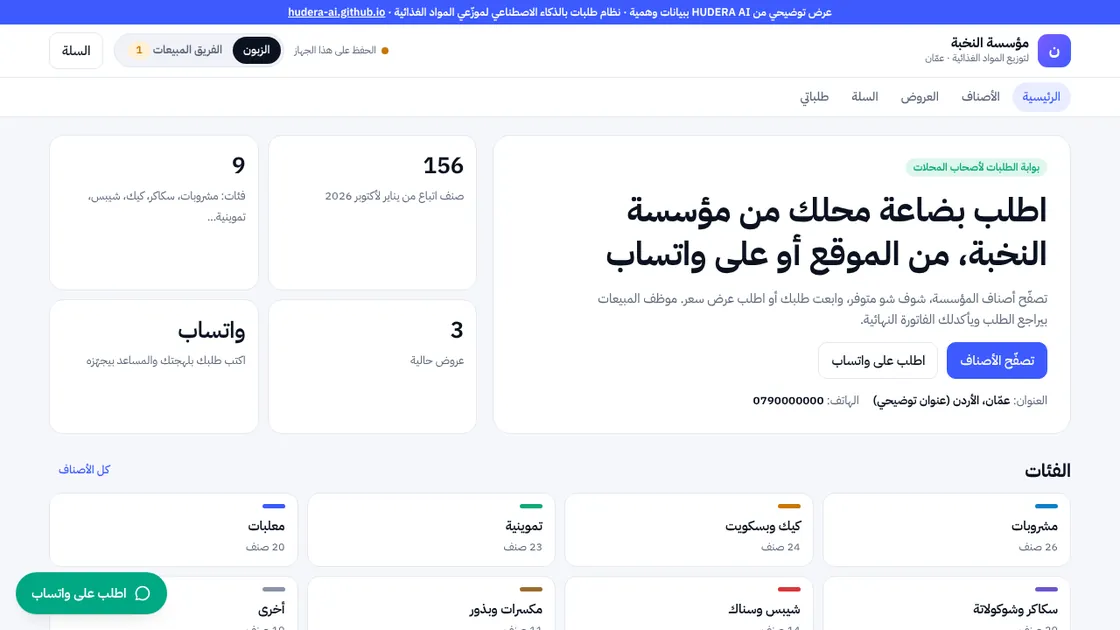 عرض توضيحي من HUDERA AI ببيانات وهمية · نظام طلبات بالذكاء الاصطناعي لموزّعي المواد الغذائية · hudera-ai.github.io
ن
مؤسسة النخبة
لتوزيع المواد الغذائية · عمّان
الحفظ على هذا الجهاز
الزبون
الفريق المبيعات 1
السلة
الرئيسية
الأصناف
العروض
السلة
طلباتي
بوابة الطلبات لأصحاب المحلات
اطلب بضاعة محلك من مؤسسة
النخبة، من الموقع أو على واتساب
تصفّح أصناف المؤسسة، شوف شو متوفر، وابعت طلبك أو اطلب عرض سعر. موظف المبيعات
بيراجع الطلب وبأكدلك الفاتورة النهائية.
تصفّح الأصناف
اطلب على واتساب
العنوان: عمّان، الأردن (عنوان توضيحي)
الهاتف: 0790000000
156
صنف اتباع من يناير لأكتوبر 2026
9
فئات: مشروبات، سكاكر، كيك، شيبس،
تموينية...
3
عروض حالية
واتساب
اكتب طلبك بلهجتك والمساعد بيجهّزه
الفئات
كل الأصناف
مشروبات
26 صنف
كيك وبسكويت
24 صنف
تموينية
23 صنف
معلبات
20 صنف
سكاكر وشوكولاتة
شيبس وسناك
مكسرات وبذور
أخرى
اطلب على واتساب